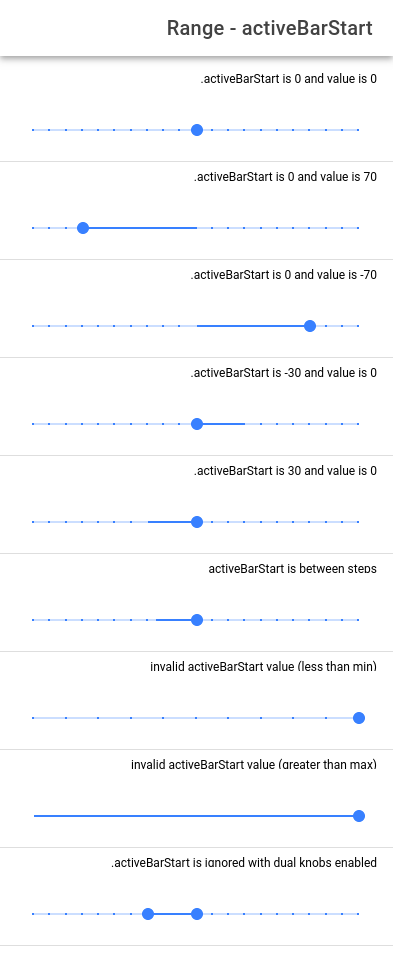 Range - activeBarStart
.activeBarStart is 0 and value is 0
.activeBarStart is 0 and value is 70
.activeBarStart is 0 and value is -70
.activeBarStart is -30 and value is 0
.activeBarStart is 30 and value is 0
activeBarStart is between steps
invalid activeBarStart value (less than min)
invalid activeBarStart value (greater than max)
.activeBarStart is ignored with dual knobs enabled